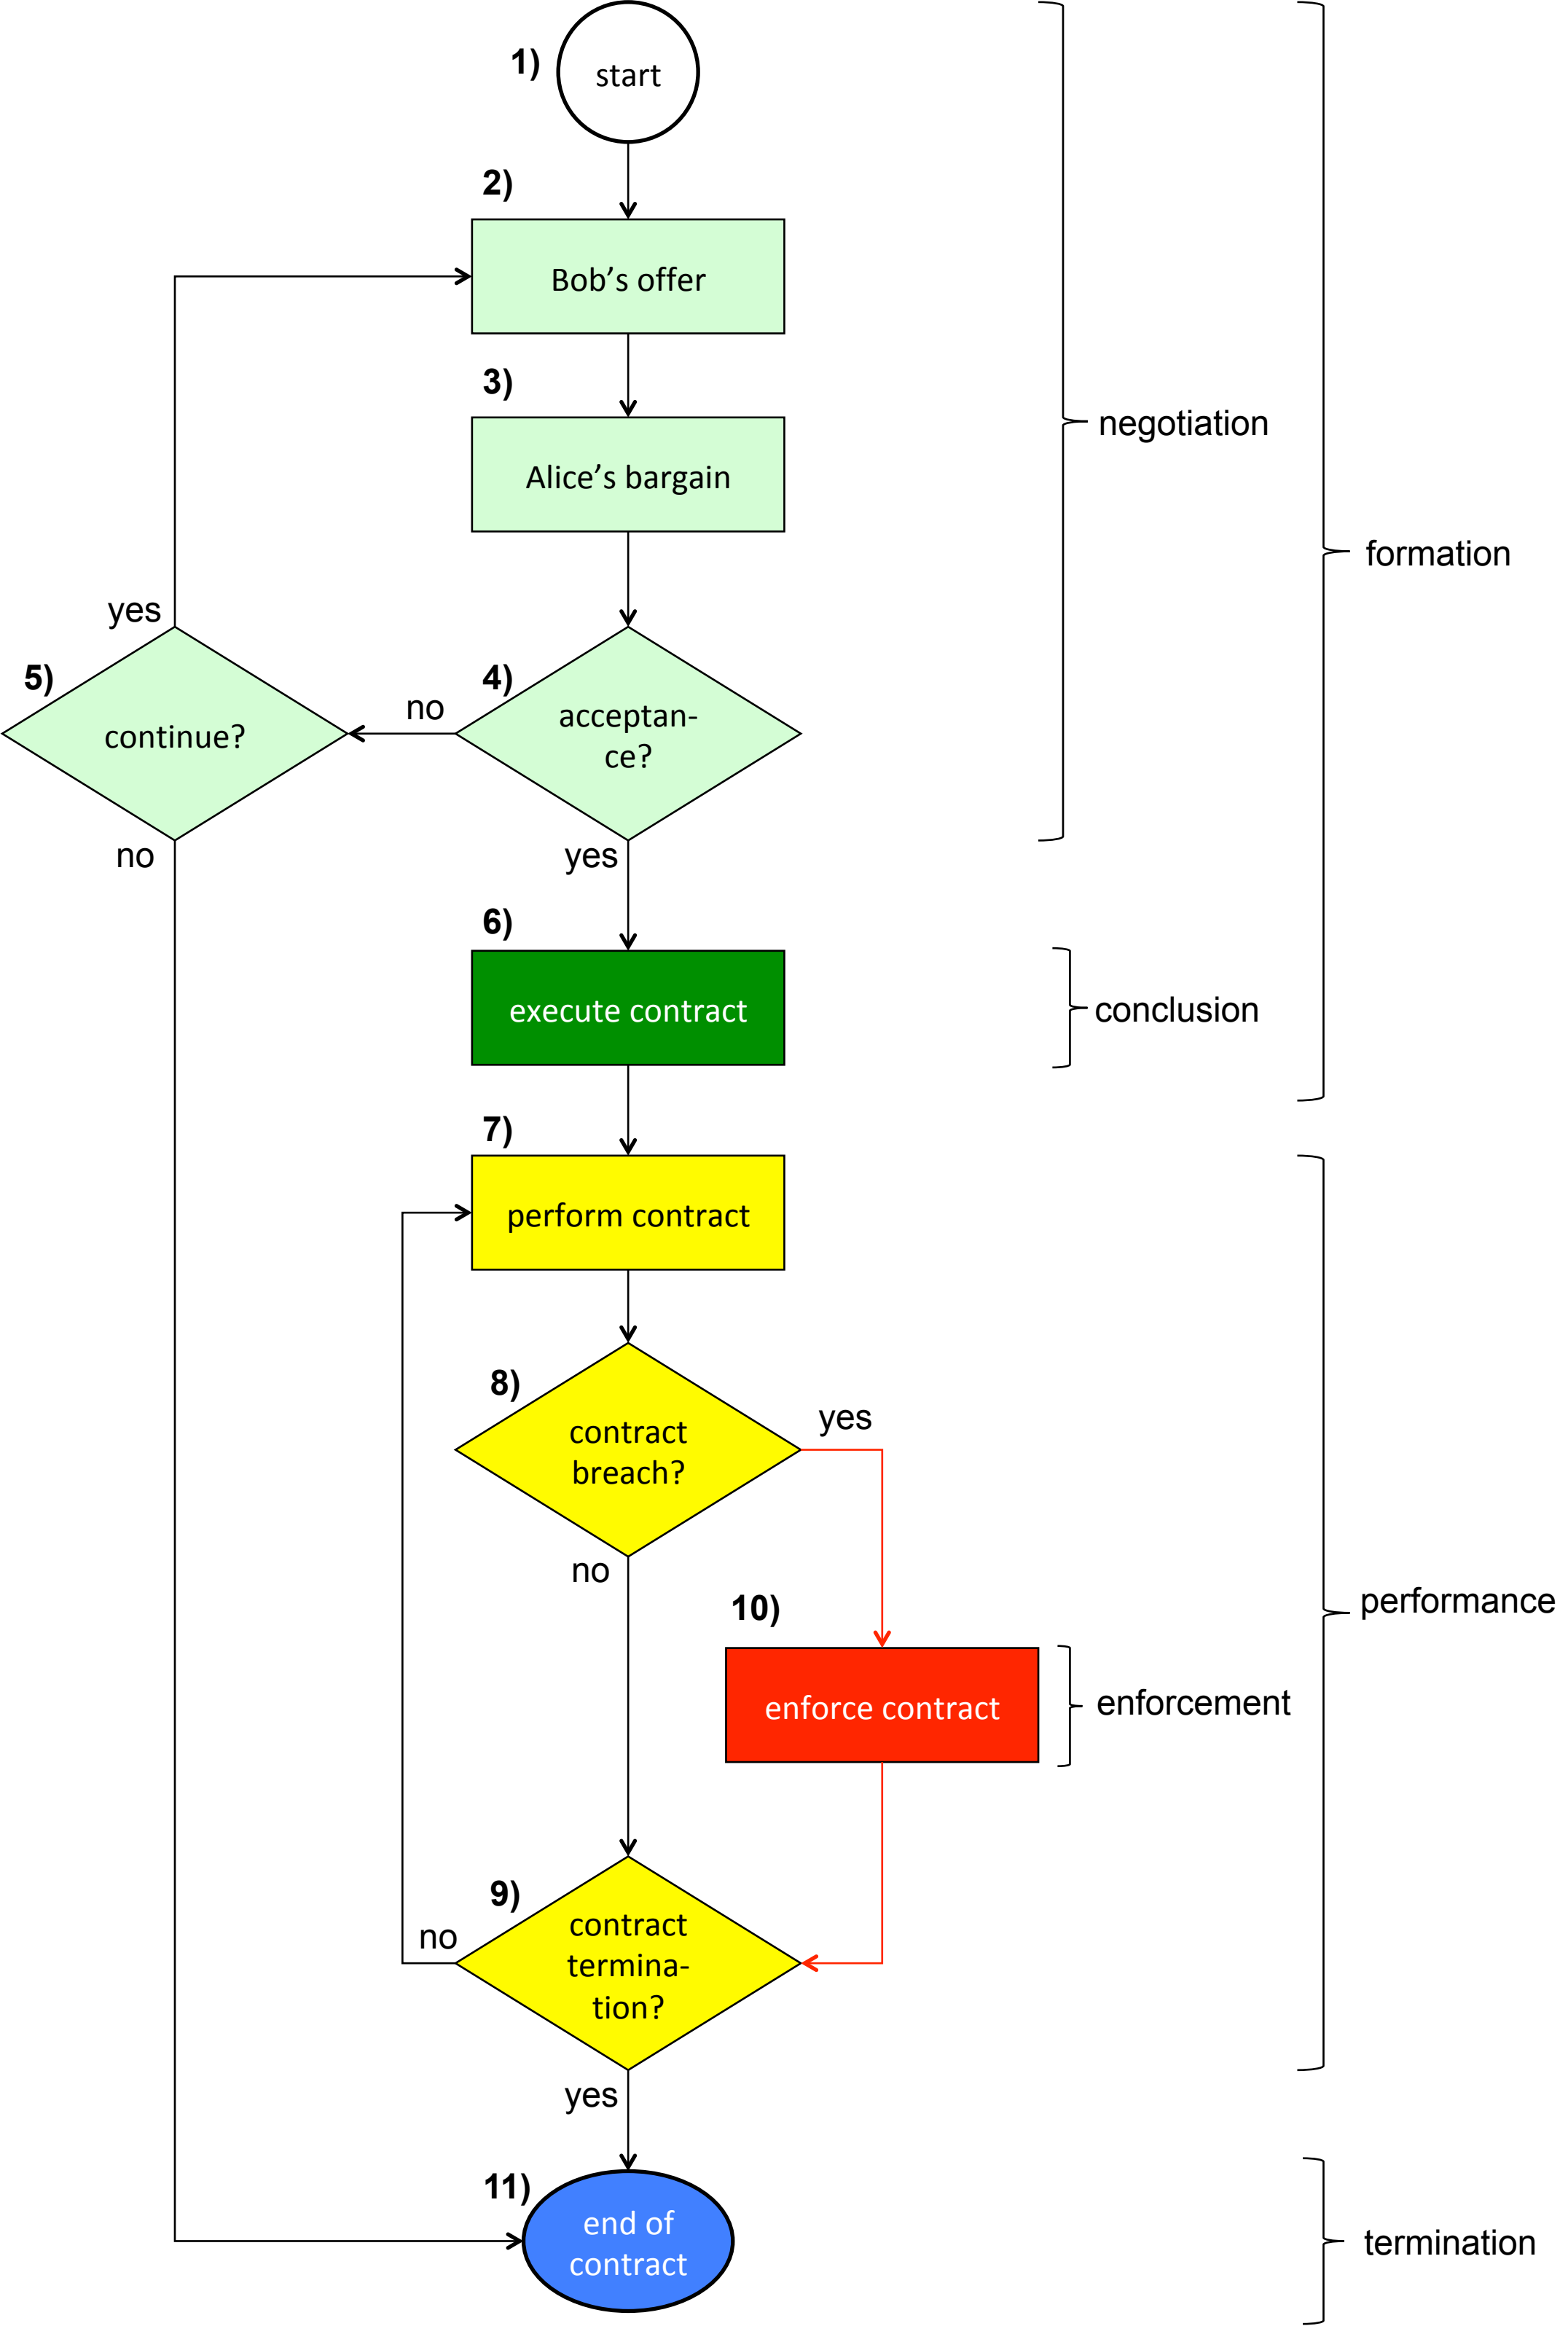 1)
start
2)
Bob’s offer
3)
Alice’s bargain
negotiation
formation
yes
5)
continue?
no
no
4)
acceptan-
ce?
yes
6)
execute contract
conclusion
7)
perform contract
8)
contract
breach?
yes
no
10)
enforce contract
enforcement
performance
9)
contract
termina-
tion?
no
yes
11)
end of
contract
termination